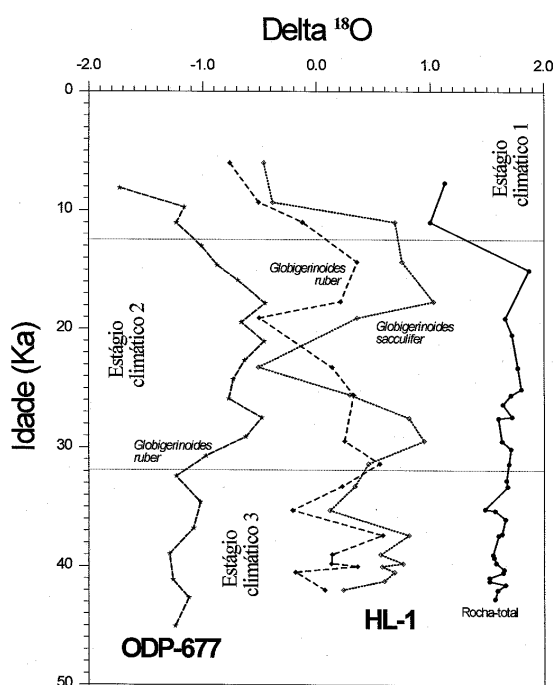 Delta ¹⁸O
-2.0 -1.0 0.0 1.0 2.0
0
10
20
30
40
50
Idade (Ka)
Estágio
climático 1
Globigerinoides
ruber
Globigerinoides
sacculifer
Estágio
climático 2
Globigerinoides
ruber
Estágio
climático 3
Rocha-total
HL-1
ODP-677